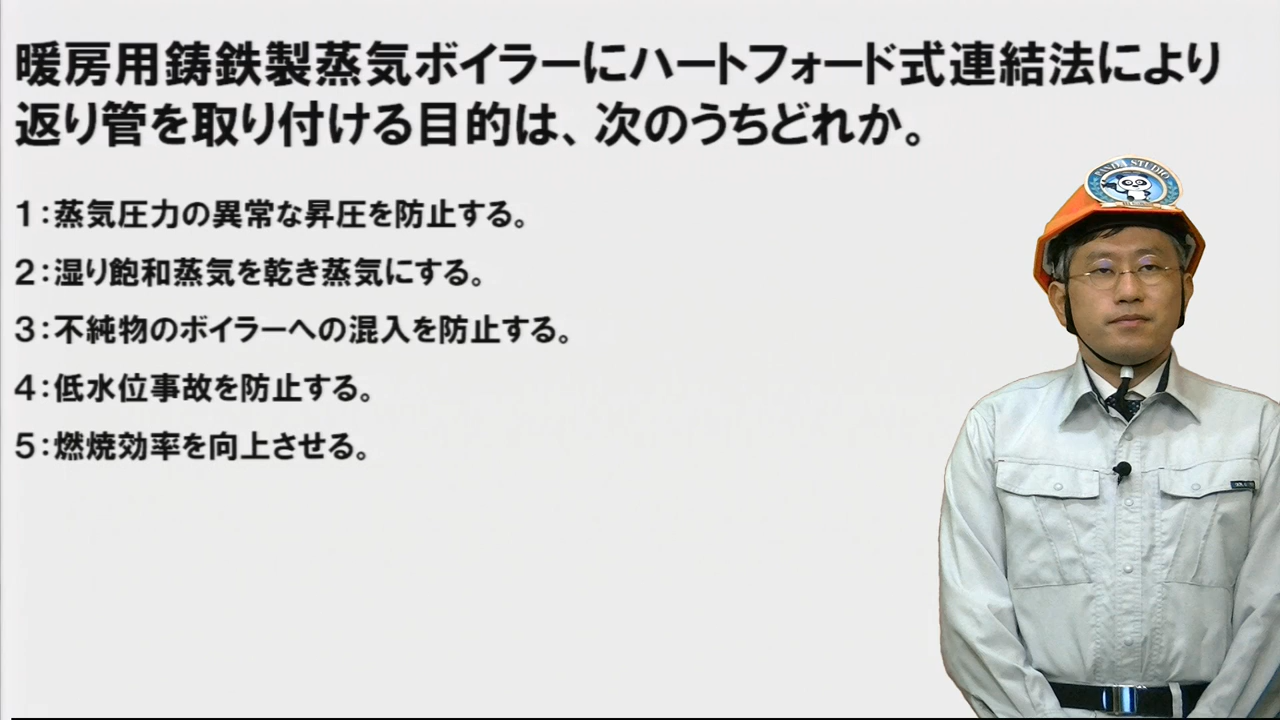 暖房用鋳鉄製蒸気ボイラーにハートフォード式連結法により
返り管を取り付ける目的は、次のうちどれか。
1：蒸気圧力の異常な昇圧を防止する。
2：湿り飽和蒸気を乾き蒸気にする。
3：不純物のボイラーへの混入を防止する。
4：低水位事故を防止する。
5：燃焼効率を向上させる。
PANDA STUDIO